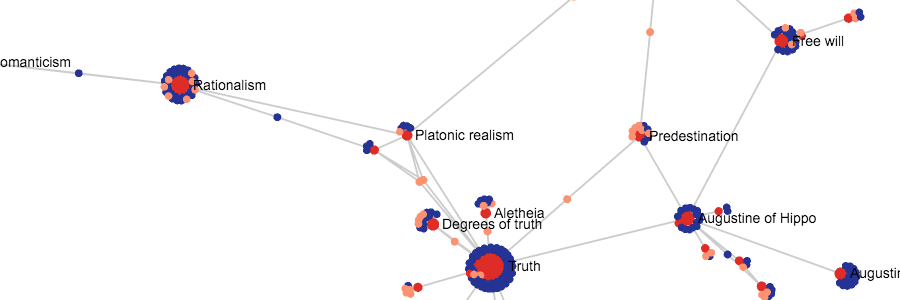 Free will
omanticism
Rationalism
Platonic realism
Predestination
Aletheia
Augustine of Hippo
Degrees of truth
Truth
Augustin